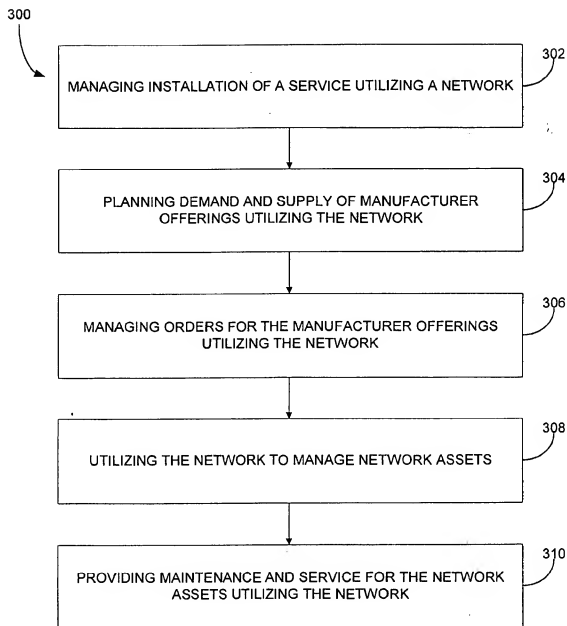 300
302
MANAGING INSTALLATION OF A SERVICE UTILIZING A NETWORK
304
PLANNING DEMAND AND SUPPLY OF MANUFACTURER
OFFERINGS UTILIZING THE NETWORK
306
MANAGING ORDERS FOR THE MANUFACTURER OFFERINGS
UTILIZING THE NETWORK
308
UTILIZING THE NETWORK TO MANAGE NETWORK ASSETS
310
PROVIDING MAINTENANCE AND SERVICE FOR THE NETWORK
ASSETS UTILIZING THE NETWORK